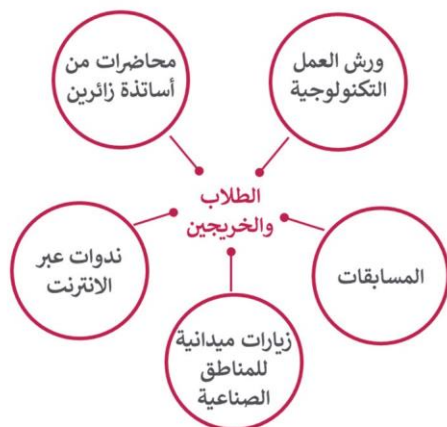 ورش العمل
التكنولوجية
محاضرات من
أساتذة زائرين
الطلاب
والخريجين
المسابقات
ندوات عبر
الانترنت
زيارات ميدانية
للمناطق
الصناعية